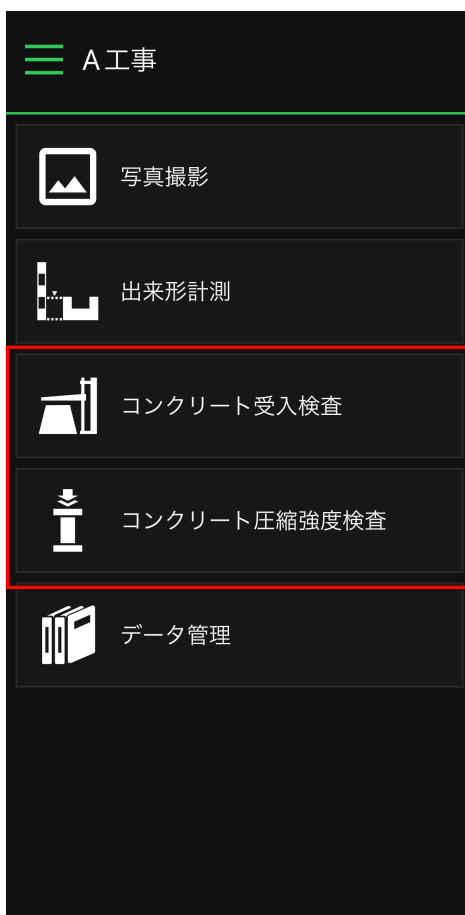 A工事
写真撮影
出来形計測
コンクリート受入検査
コンクリート圧縮強度検査
データ管理